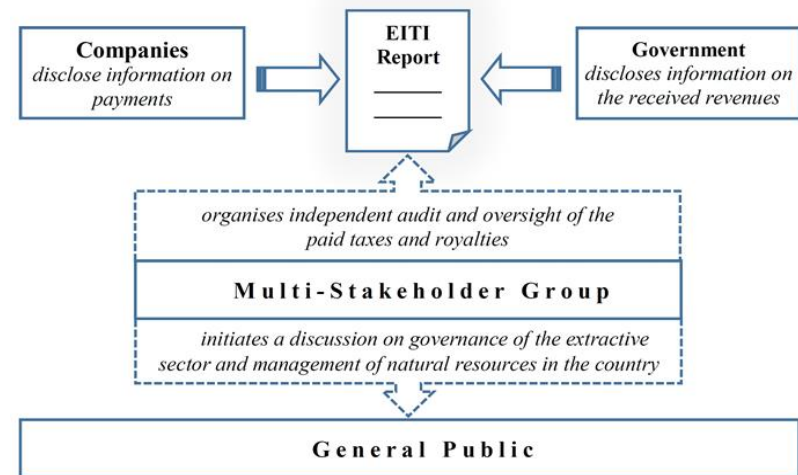 Companies
disclose information on
payments
EITI
Report
Government
discloses information on
the received revenues
organises independent audit and oversight of the
paid taxes and royalties
Multi-Stakeholder Group
initiates a discussion on governance of the extractive
sector and management of natural resources in the country
General Public